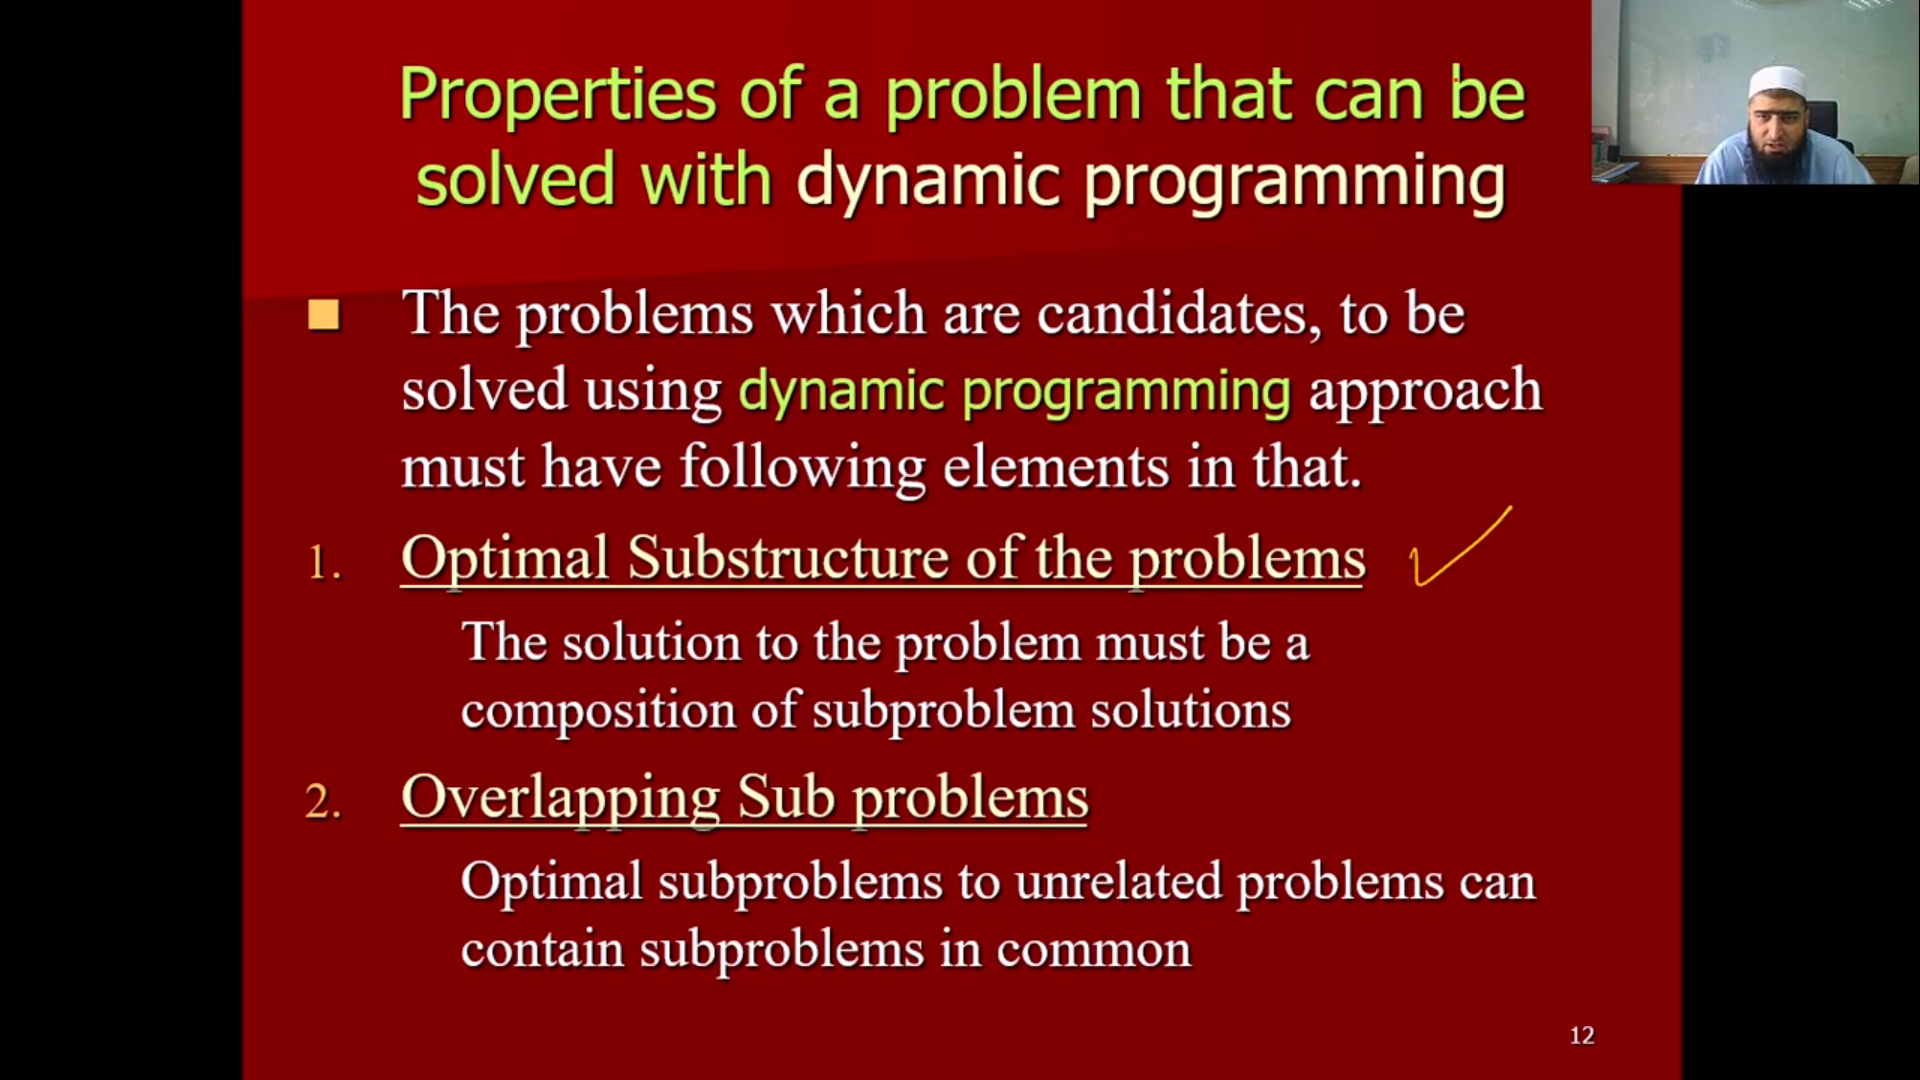 Properties of a problem that can be
solved with dynamic programming
The problems which are candidates, to be
solved using dynamic programming approach
must have following elements in that.
1. Optimal Substructure of the problems
The solution to the problem must be a
composition of subproblem solutions
2. Overlapping Sub problems
Optimal subproblems to unrelated problems can
contain subproblems in common
12